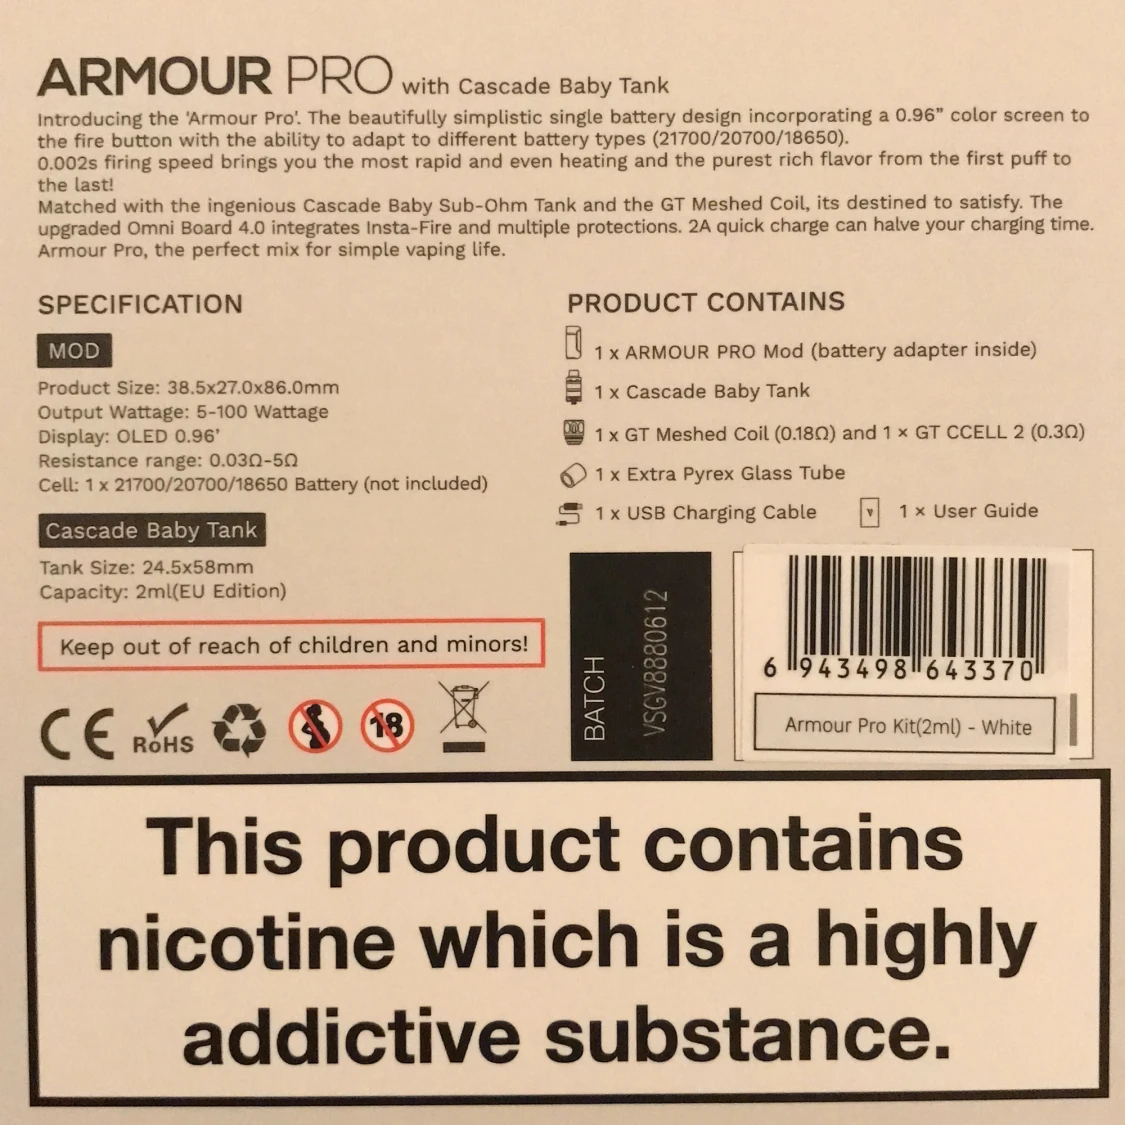 ARMOUR PRO with Cascade Baby Tank
Introducing the 'Armour Pro'. The beautifully simplistic single battery design incorporating a 0.96” color screen to
the fire button with the ability to adapt to different battery types (21700/20700/18650).
0.002s firing speed brings you the most rapid and even heating and the purest rich flavor from the first puff to
the last!
Matched with the ingenious Cascade Baby Sub-Ohm Tank and the GT Meshed Coil, its destined to satisfy. The
upgraded Omni Board 4.0 integrates Insta-Fire and multiple protections. 2A quick charge can halve your charging time.
Armour Pro, the perfect mix for simple vaping life.
SPECIFICATION
MOD
Product Size: 38.5x27.0x86.0mm
Output Wattage: 5-100 Wattage
Display: OLED 0.96’
Resistance range: 0.03Ω-5Ω
Cell: 1 x 21700/20700/18650 Battery (not included)
Cascade Baby Tank
Tank Size: 24.5x58mm
Capacity: 2ml(EU Edition)
Keep out of reach of children and minors!
CE
RoHS
18
PRODUCT CONTAINS
1 x ARMOUR PRO Mod (battery adapter inside)
1 x Cascade Baby Tank
1 x GT Meshed Coil (0.18Ω) and 1 × GT CCELL 2 (0.3Ω)
1 x Extra Pyrex Glass Tube
1 x USB Charging Cable
1 × User Guide
BATCH
VSGV8880612
6 943498 643370
Armour Pro Kit(2ml) - White
This product contains
nicotine which is a highly
addictive substance.